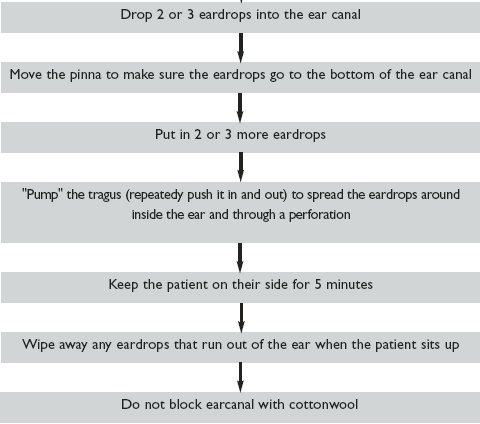 Drop 2 or 3 eardrops into the ear canal
Move the pinna to make sure the eardrops go to the bottom of the ear canal
Put in 2 or 3 more eardrops
"Pump" the tragus (repeatedy push it in and out) to spread the eardrops around
inside the ear and through a perforation
Keep the patient on their side for 5 minutes
Wipe away any eardrops that run out of the ear when the patient sits up
Do not block earcanal with cottonwool